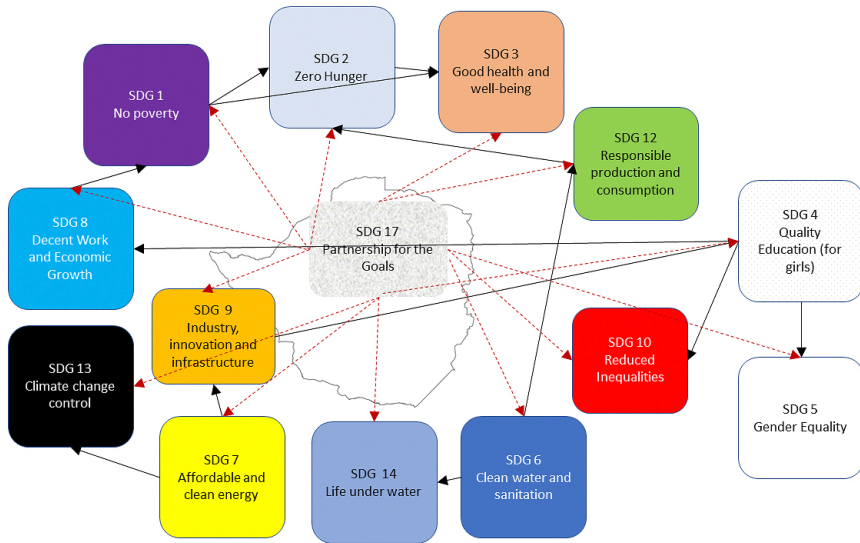 SDG 1
No poverty
SDG 2
Zero Hunger
SDG 3
Good health and
well-being
SDG 12
Responsible
production and
consumption
SDG 8
Decent Work
and Economic
Growth
SDG 17
Partnership for the
Goals
SDG 4
Quality
Education (for
girls)
SDG 9
Industry,
innovation and
infrastructure
SDG 13
Climate change
control
SDG 10
Reduced
Inequalities
SDG 5
Gender Equality
SDG 7
Affordable and
clean energy
SDG 14
Life under water
SDG 6
Clean water and
sanitation